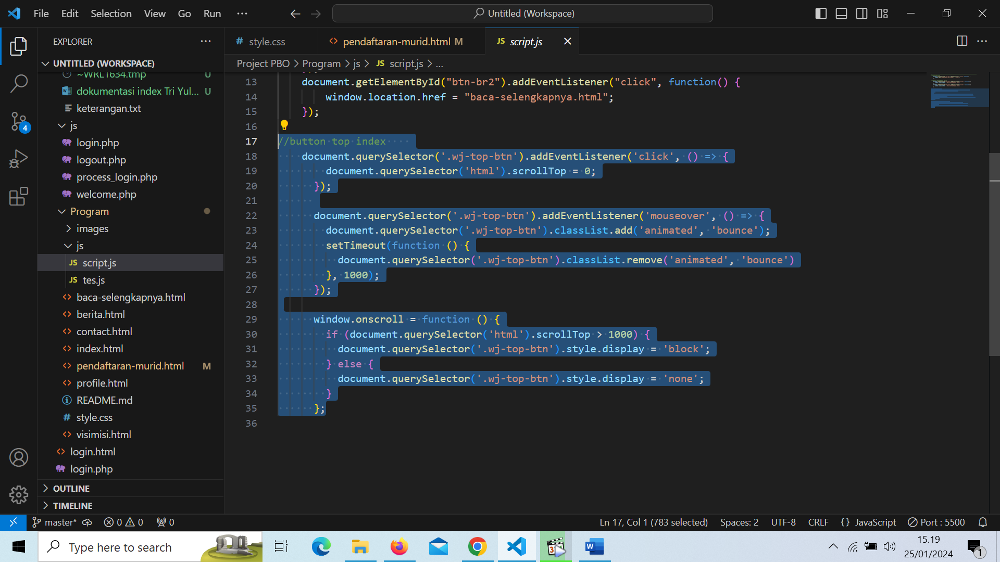 File Edit Selection View Go Run ···
Untitled (Workspace)
EXPLORER
style.css
pendaftaran-murid.html M
JS script.js
UNTITLED (WORKSPACE)
Project PBO > Program > js > JS script.js > ...
~WRL1634.tmp U
dokumentasi index Tri Yul... U
keterangan.txt
js
login.php
logout.php
process_login.php
welcome.php
Program
images
js
JS script.js
JS tes.js
baca-selengkapnya.html
berita.html
contact.html
index.html
pendaftaran-murid.html M
profile.html
README.md
style.css
visimisi.html
login.html
login.php
OUTLINE
TIMELINE
4
13 document.getElementById("btn-br2").addEventListener("click", function() {
14 window.location.href = "baca-selengkapnya.html";
15 });
16
17 //button top index
18 document.querySelector('.wj-top-btn').addEventListener('click', () => {
19 document.querySelector('html').scrollTop = 0;
20 });
21
22 document.querySelector('.wj-top-btn').addEventListener('mouseover', () => {
23 document.querySelector('.wj-top-btn').classList.add('animated', 'bounce');
24 setTimeout(function () {
25 document.querySelector('.wj-top-btn').classList.remove('animated', 'bounce')
26 }, 1000);
27 });
28
29 window.onscroll = function () {
30 if (document.querySelector('html').scrollTop > 1000) {
31 document.querySelector('.wj-top-btn').style.display = 'block';
32 } else {
33 document.querySelector('.wj-top-btn').style.display = 'none';
34 }
35 };
36
master* 0 0 0
Ln 17, Col 1 (783 selected) Spaces: 2 UTF-8 CRLF {} JavaScript Port : 5500
Type here to search
15.19
25/01/2024
1